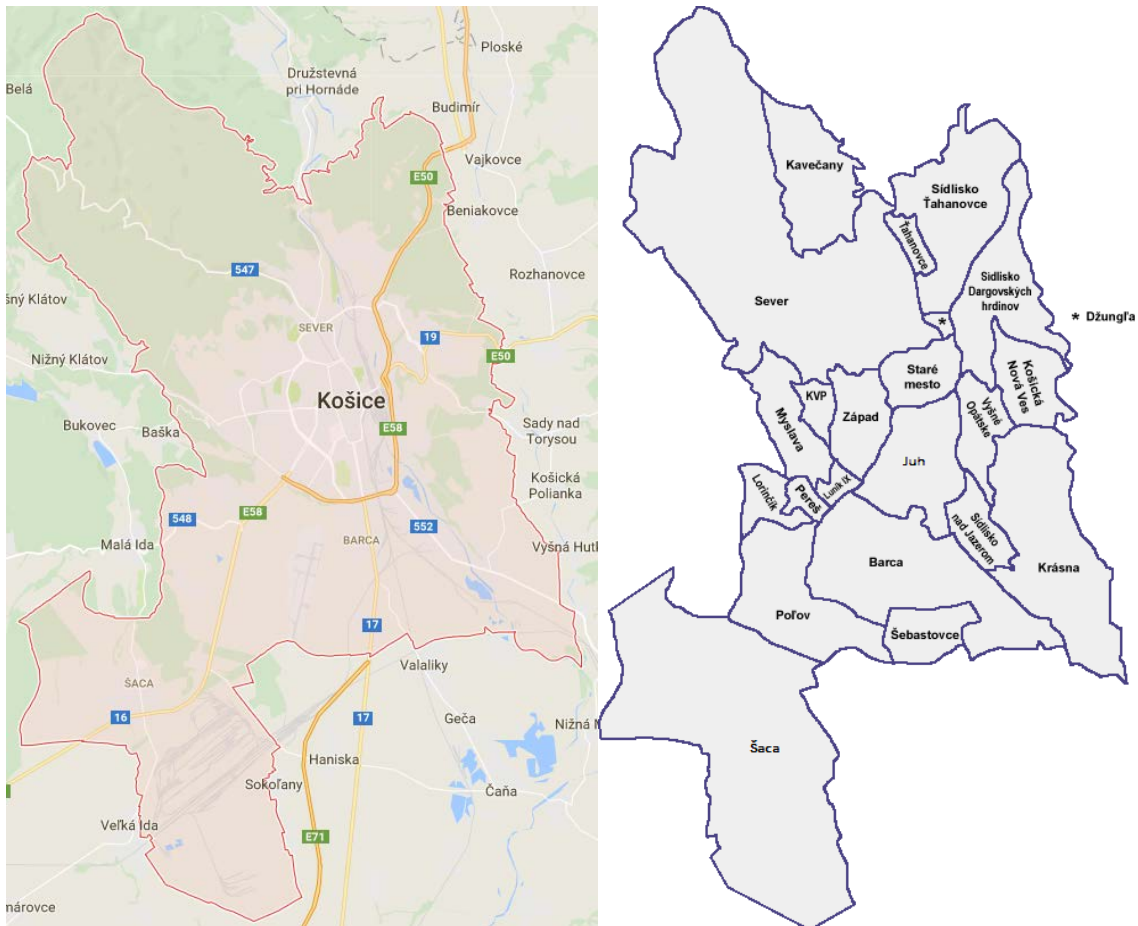 Ploské
Družstevná
pri Hornáde
Belá
Budimír
Vajkovce
E50
Beniakovce
547
Rozhanovce
šný Klátov
SEVER
19
E50
Nižný Klátov
Košice
Bukovec
Baška
E58
Sady nad
Torysou
Košická
Polianka
E58
548
552
Malá Ida
BARCA
Vyšná Hutk
17
Valaliky
ŠACA
16
17
Geča
Nižná M
Haniska
Sokoľany
Čaňa
Veľká Ida
E71
márovce
Kavečany
Sídlisko
Ťahanovce
Ťahanovce
Sever
Sídlisko
Dargovských
hrdinov
*
* Džungľa
Staré
mesto
Košická
Nová Ves
KVP
Západ
Vyšné
Opátske
Myslava
Juh
Lorinčík
Pereš
Luník IX
Sídlisko
nad Jazerom
Barca
Krásna
Poľov
Šebastovce
Šaca